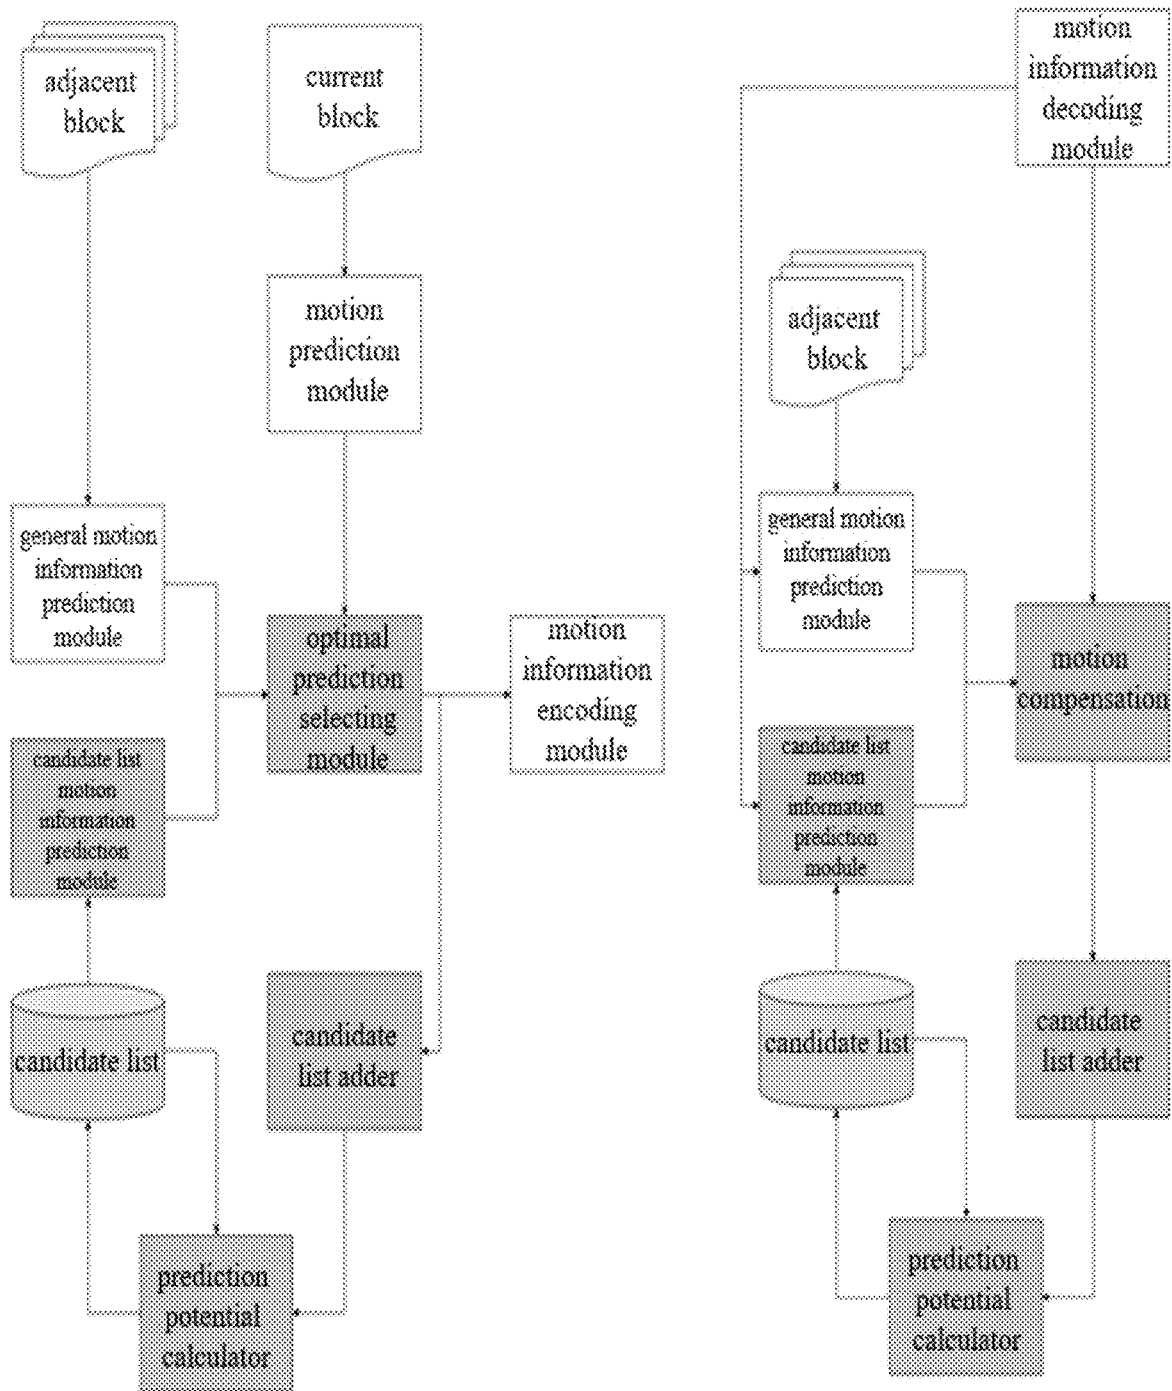 adjacent
block
current
block
motion
prediction
module
general motion
information
prediction
module
optimal
prediction
selecting
module
motion
information
encoding
module
candidate list
motion
information
prediction
module
candidate list
candidate
list adder
prediction
potential
calculator
motion
information
decoding
module
adjacent
block
general motion
information
prediction
module
motion
compensation
candidate list
motion
information
prediction
module
candidate list
candidate
list adder
prediction
potential
calculator